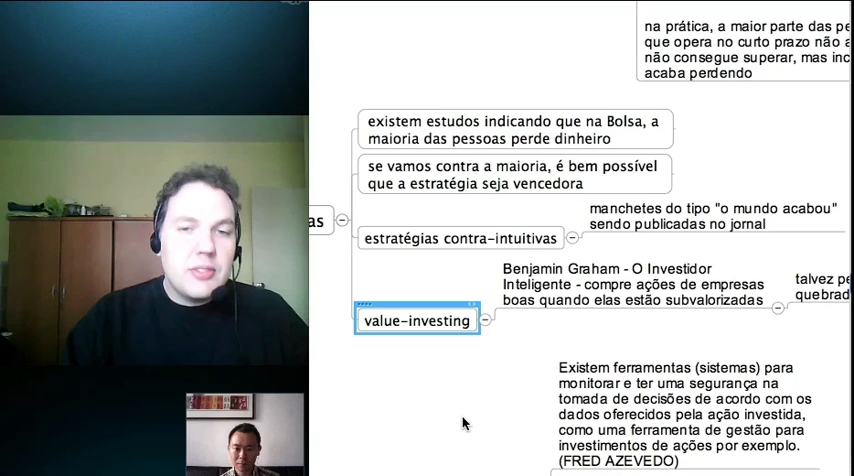 na prática, a maior parte das
que opera no curto prazo não
não consegue superar, mas
acaba perdendo
existem estudos indicando que na Bolsa, a
maioria das pessoas perde dinheiro
se vamos contra a maioria, é bem possível
que a estratégia seja vencedora
as
estratégias contra-intuitivas
manchetes do tipo "o mundo acabou"
sendo publicadas no jornal
Benjamin Graham - O Investidor
Inteligente - compre ações de empresas
boas quando elas estão subvalorizadas
talvez
value-investing
Existem ferramentas (sistemas) para
monitorar e ter uma segurança na
tomada de decisões de acordo com os
dados oferecidos pela ação investida,
como uma ferramenta de gestão para
investimentos de ações por exemplo.
(FRED AZEVEDO)